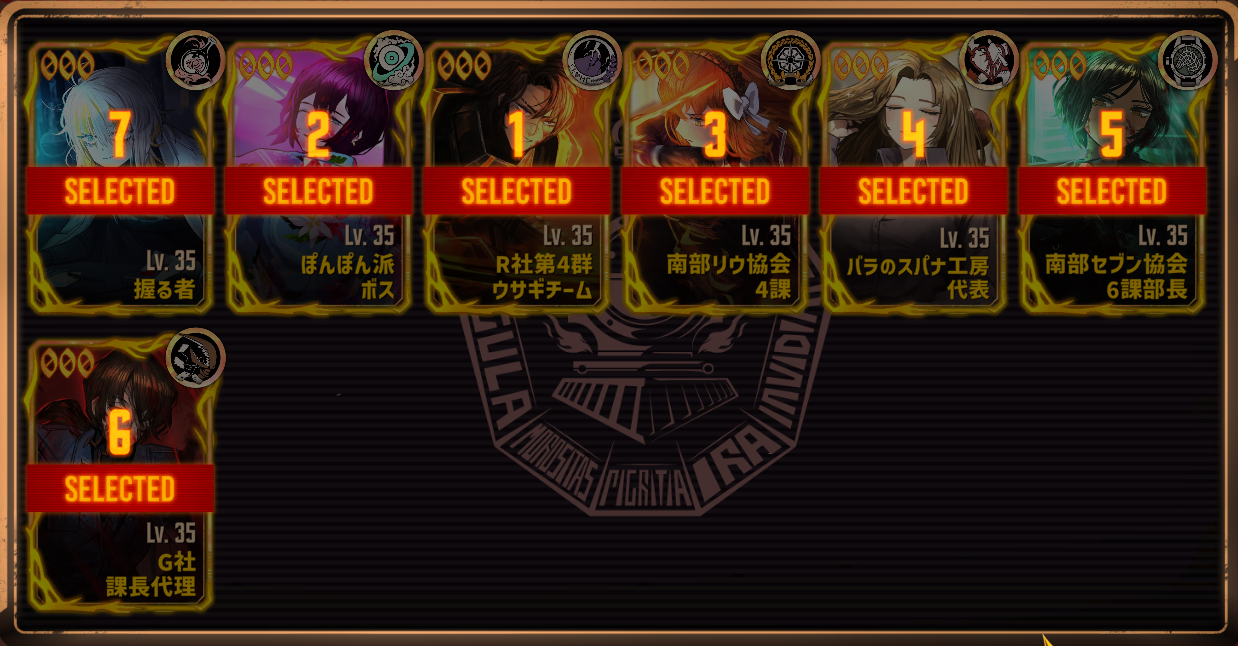 7
SELECTED
Lv. 35
握る者
2
SELECTED
Lv. 35
ぽんぽん派
ボス
1
SELECTED
Lv. 35
R社第4群
ウサギチーム
3
SELECTED
Lv. 35
南部リウ協会
4課
4
SELECTED
Lv. 35
バラのスパナ工房
代表
5
SELECTED
Lv. 35
南部セブン協会
6課部長
6
SELECTED
Lv. 35
G社
課長代理
GULA
MOROSITAS
PIGRITIA
IRA
INVIDIA